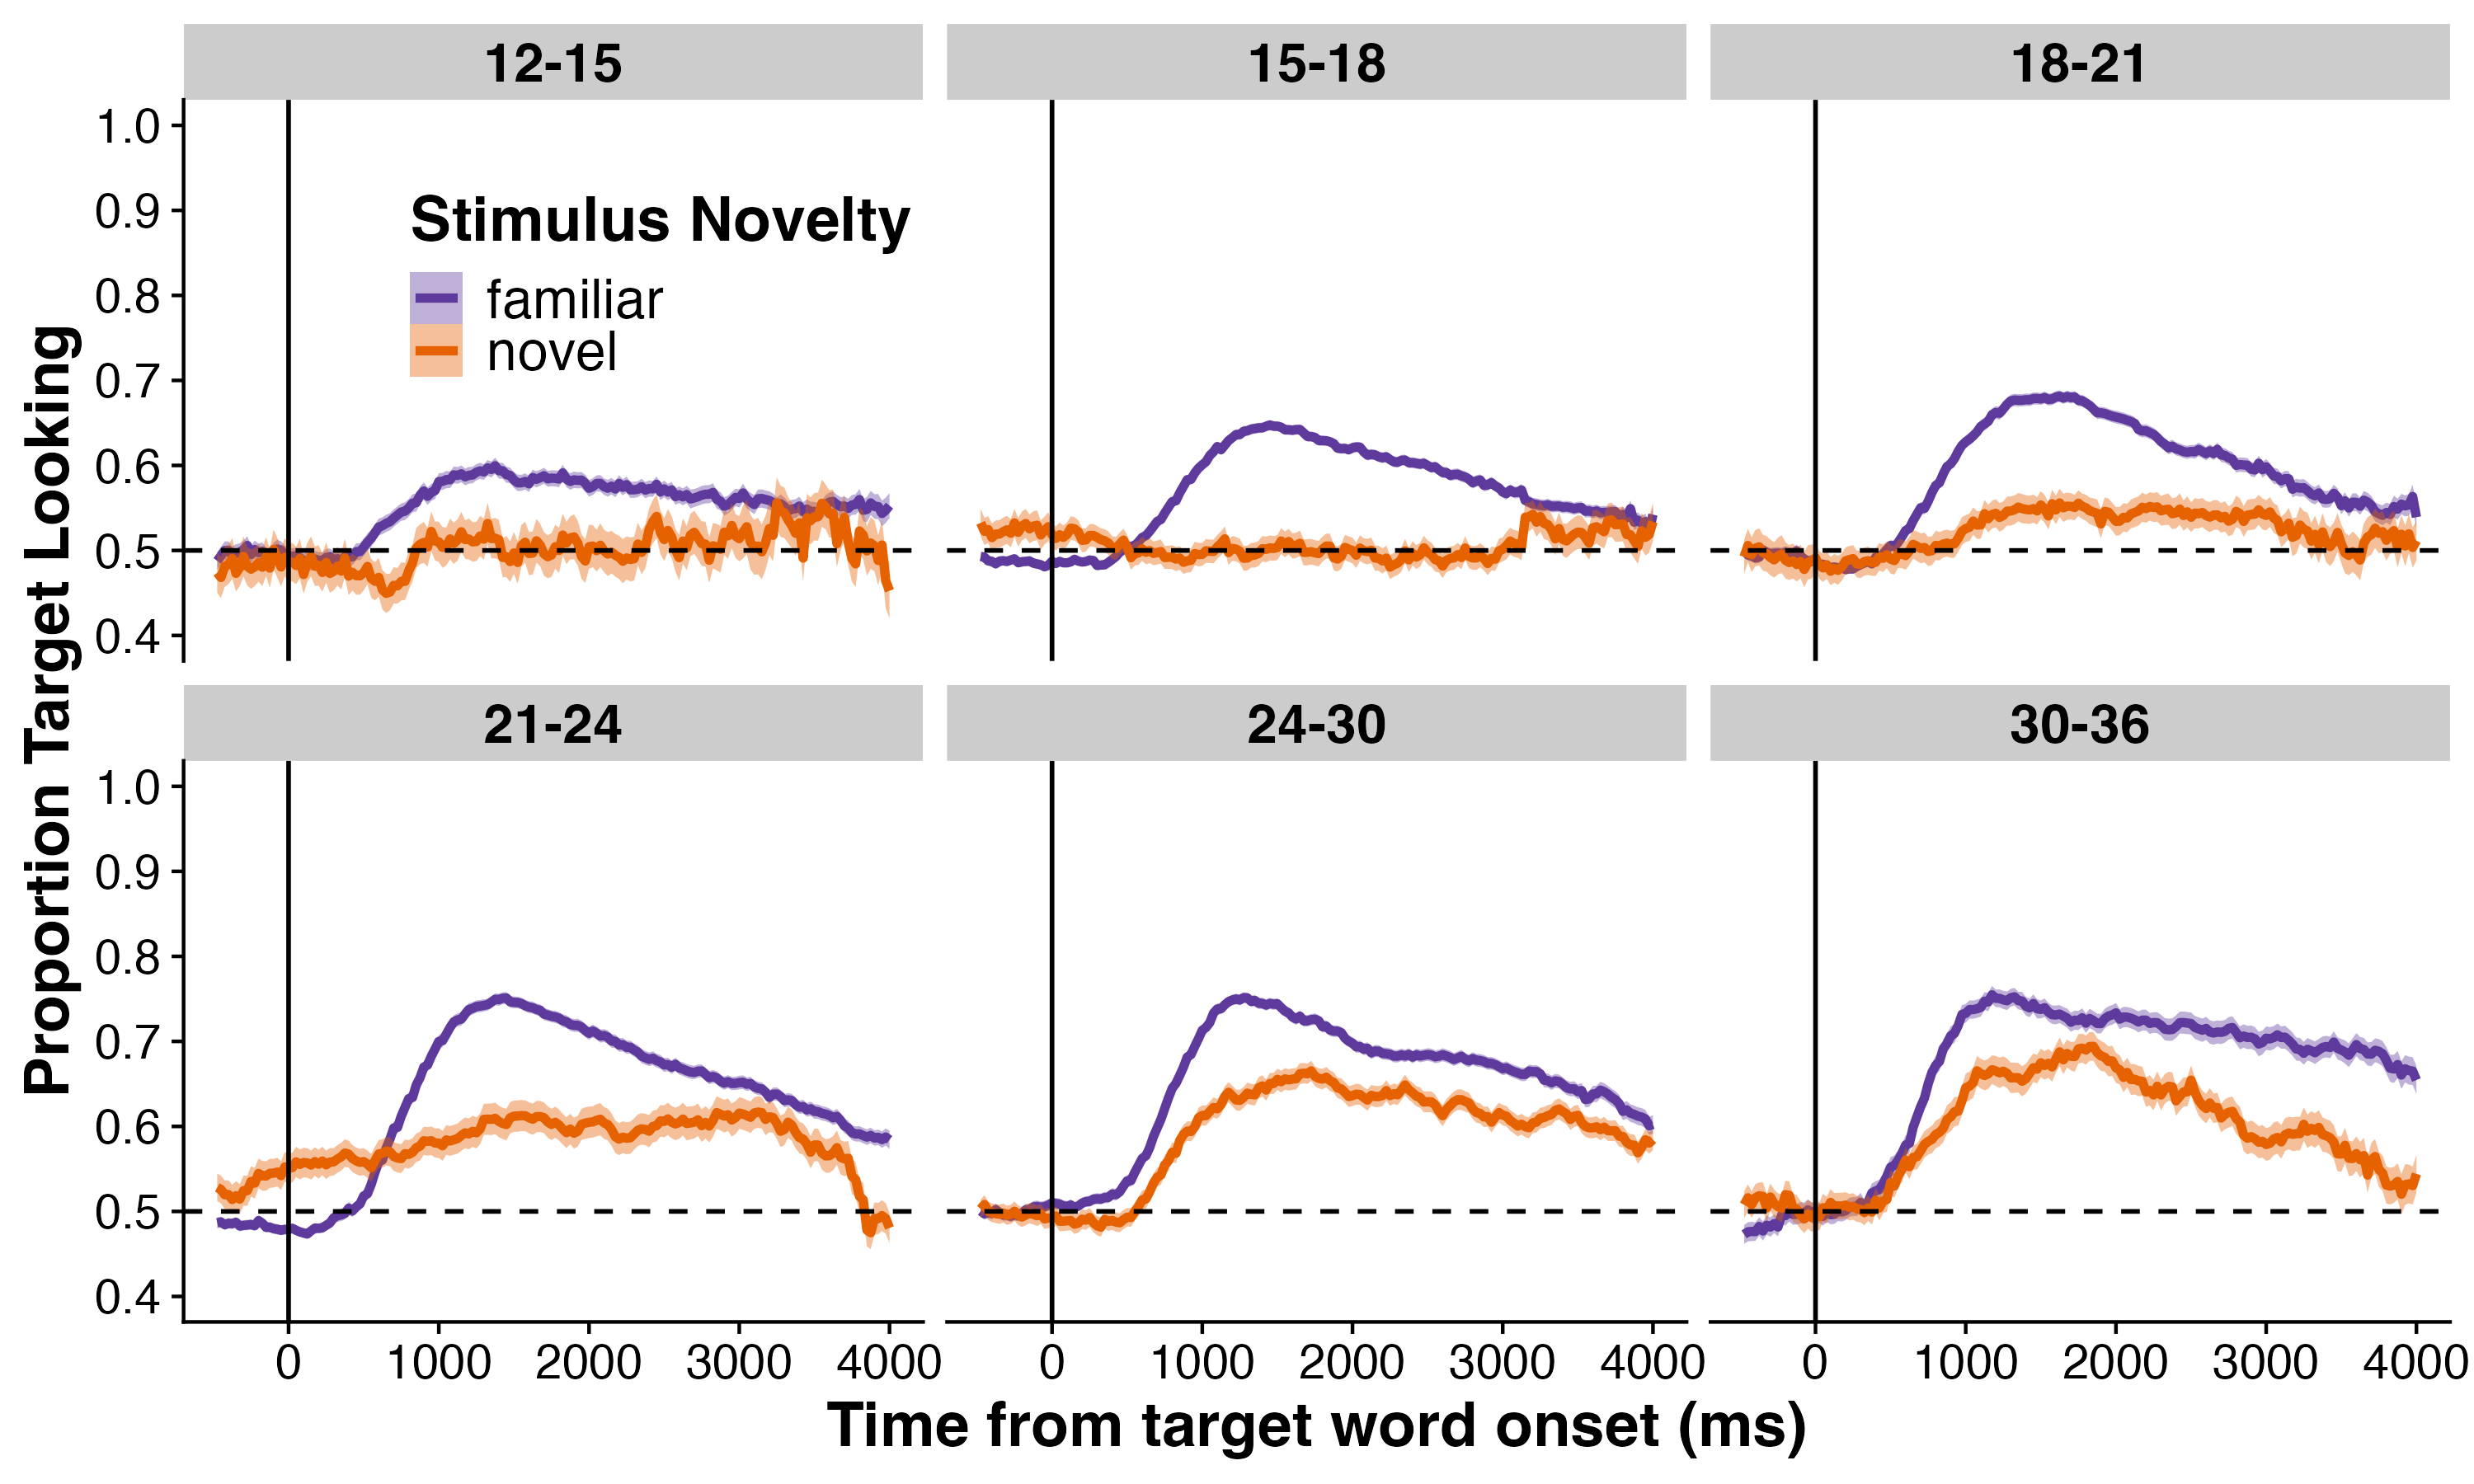 12-15
15-18
18-21
1.0
0.9
0.8
0.7
0.6
0.5
0.4
Stimulus Novelty
familiar
novel
Proportion Target Looking
21-24
24-30
30-36
1.0
0.9
0.8
0.7
0.6
0.5
0.4
0 1000 2000 3000 4000
0 1000 2000 3000 4000
0 1000 2000 3000 4000
Time from target word onset (ms)